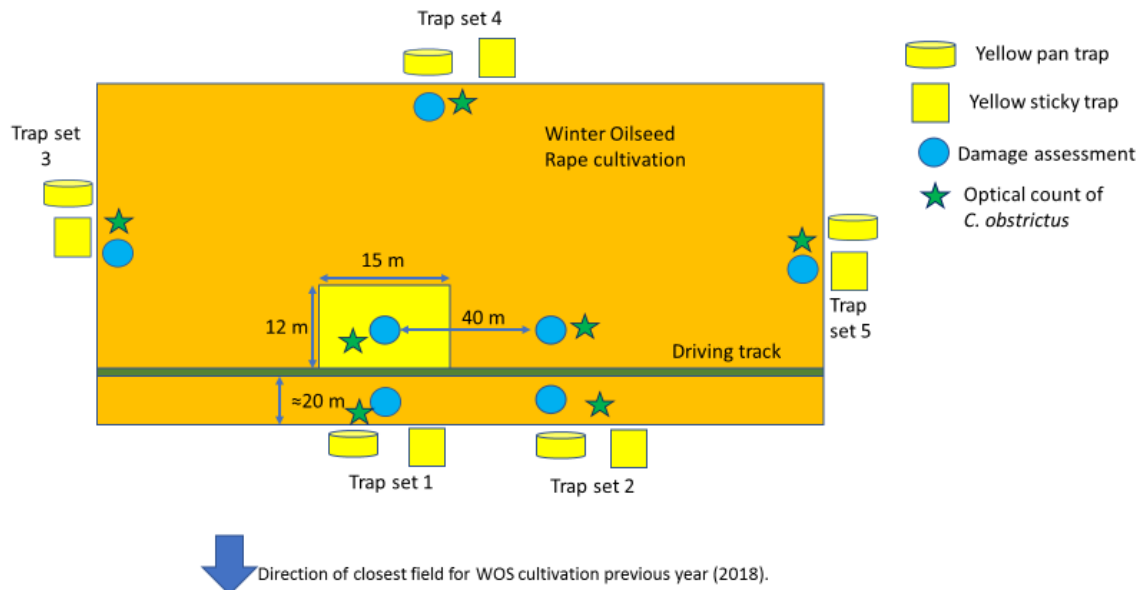 Trap set 4
Yellow pan trap
Yellow sticky trap
Trap set
3
Winter Oilseed
Rape cultivation
Damage assessment
Optical count of
C. obstrictus
15 m
12 m
40 m
Trap
set 5
Driving track
≈20 m
Trap set 1
Trap set 2
Direction of closest field for WOS cultivation previous year (2018).